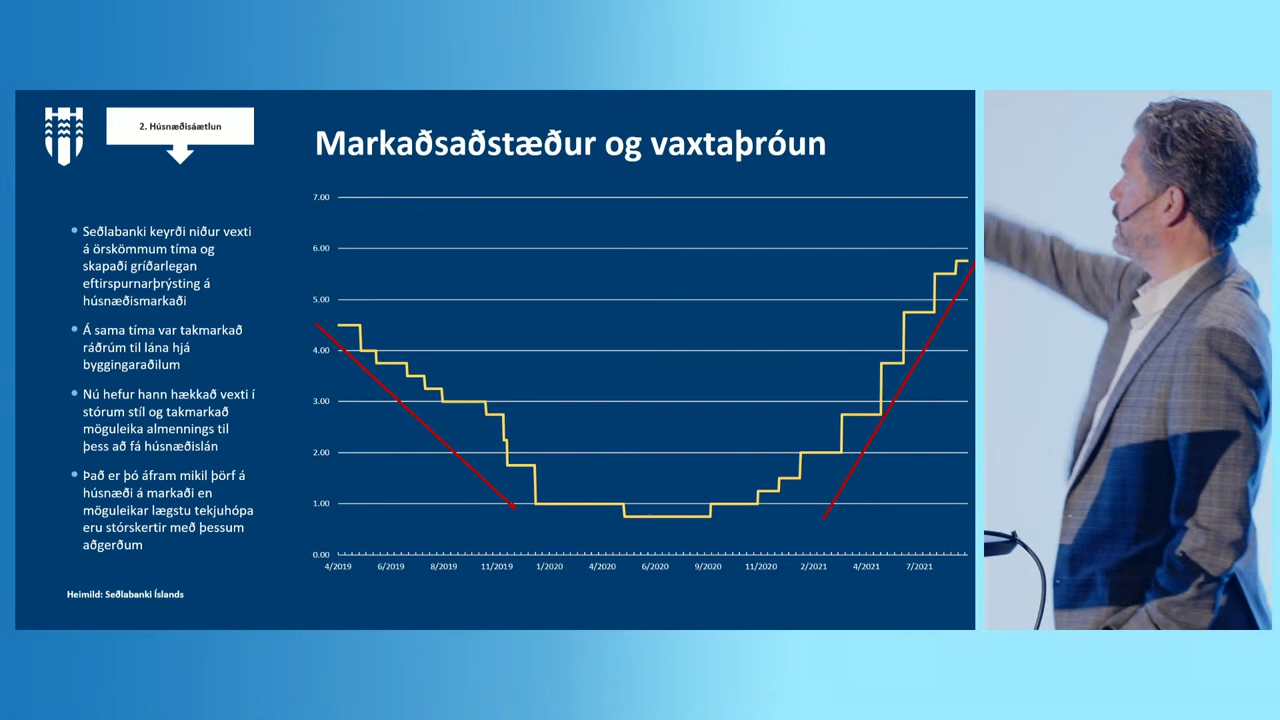 2. Húsnæðisáætlun
Markaðsaðstæður og vaxtaþróun
Seðlabanki keyrði niður vexti
á örskömmum tíma og
skapaði gríðarlegan
eftirspurnarþrýsting á
húsnæðismarkaði
Á sama tíma var takmarkað
ráðrúm til lána hjá
byggingaraðilum
Nú hefur hann hækkað vexti í
stórum stíl og takmarkað
möguleika almennings til
þess að fá húsnæðislán
Það er þó áfram mikil þörf á
húsnæði á markaði en
möguleikar lægstu tekjuhópa
eru stórskertir með þessum
aðgerðum
Heimild: Seðlabanki Íslands
7.00
6.00
5.00
4.00
3.00
2.00
1.00
0.00
4/2019 6/2019 8/2019 11/2019 1/2020 4/2020 6/2020 9/2020 11/2020 2/2021 4/2021 7/2021